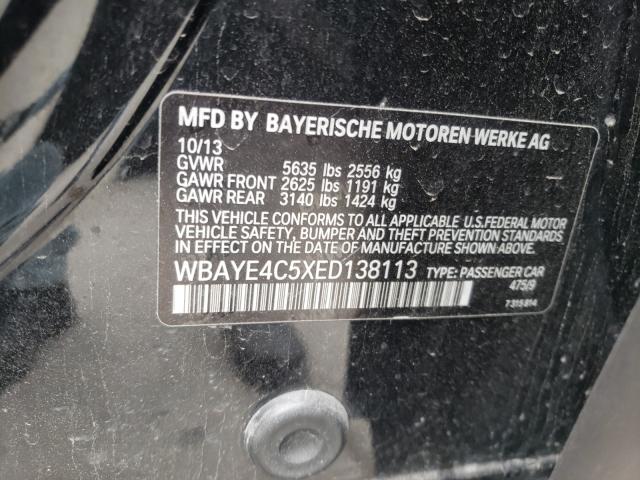 MFD BY BAYERISCHE MOTOREN WERKE AG
10/13
GVWR 5635 lbs 2556 kg
GAWR FRONT 2625 lbs 1191 kg
GAWR REAR 3140 lbs 1424 kg
THIS VEHICLE CONFORMS TO ALL APPLICABLE U.S. FEDERAL MOTOR
VEHICLE SAFETY, BUMPER AND THEFT PREVENTION STANDARDS
IN EFFECT ON THE DATE OF MANUFACTURE SHOWN ABOVE.
WBAYE4C5XED138113 TYPE: PASSENGER CAR
475/9
7315814